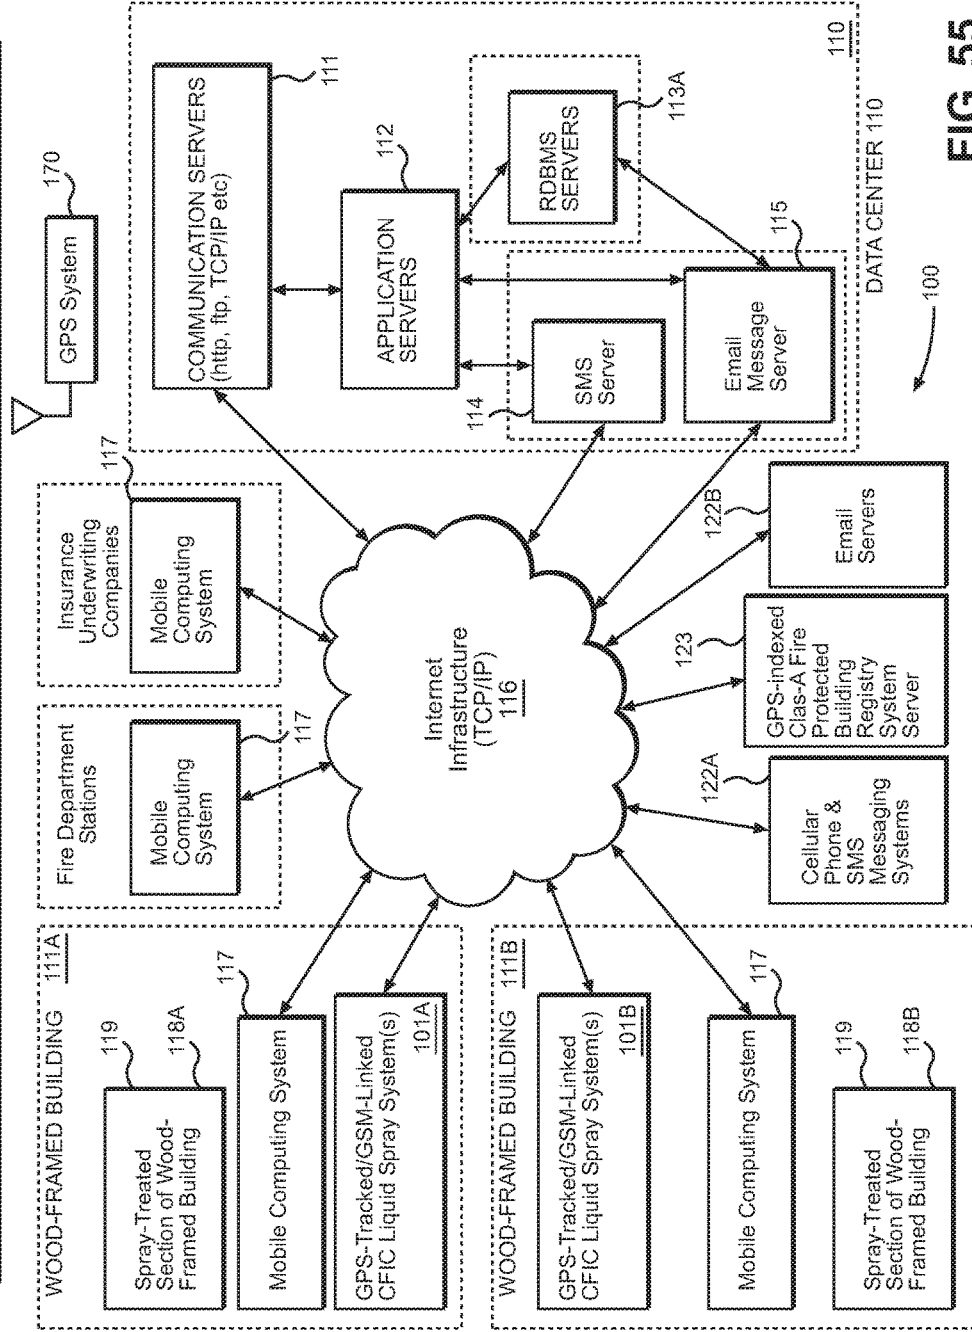 WOOD-FRAMED BUILDING
111A
Spray-Treated
Section of Wood-
Framed Building
119
118A
Mobile Computing System
117
GPS-Tracked/GSM-Linked
CFIC Liquid Spray System(s)
101A
WOOD-FRAMED BUILDING
111B
GPS-Tracked/GSM-Linked
CFIC Liquid Spray System(s)
101B
Mobile Computing System
117
Spray-Treated
Section of Wood-
Framed Building
119
118B
Fire Department
Stations
Mobile
Computing
System
117
Insurance
Underwriting
Companies
Mobile
Computing
System
117
Internet
Infrastructure
(TCP/IP)
116
Cellular
Phone &
SMS
Messaging
Systems
122A
GPS-indexed
Clas-A Fire
Protected
Building
Registry
System
Server
123
Email
Servers
122B
GPS System
170
COMMUNICATION SERVERS
(http, ftp, TCP/IP etc)
111
APPLICATION
SERVERS
112
RDBMS
SERVERS
113A
SMS
Server
114
Email
Message
Server
115
110
DATA CENTER 110
100
FIG. 55